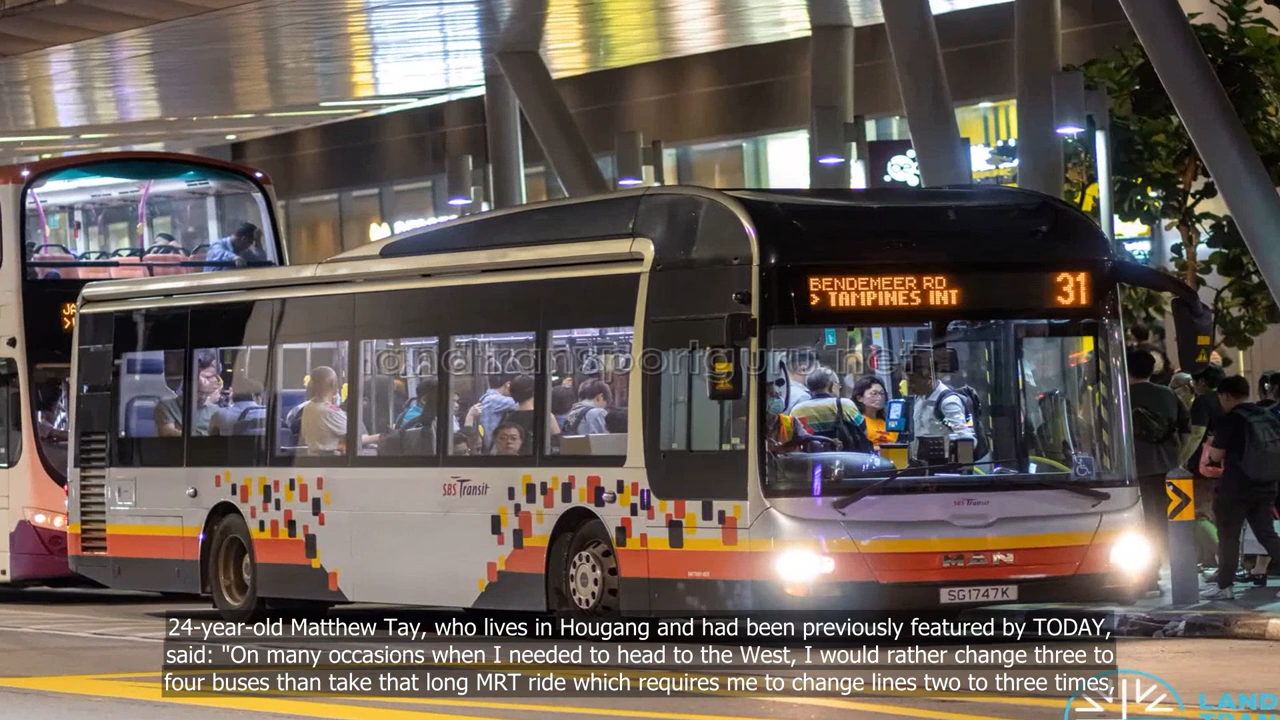 BENDEMEER RD
> TAMPINES INT
31
landtransportguru.net
SBS Transit
SBS Transit
MAN
SG1747K
24-year-old Matthew Tay, who lives in Hougang and had been previously featured by TODAY,
said: "On many occasions when I needed to head to the West, I would rather change three to
four buses than take that long MRT ride which requires me to change lines two to three times,
LAND